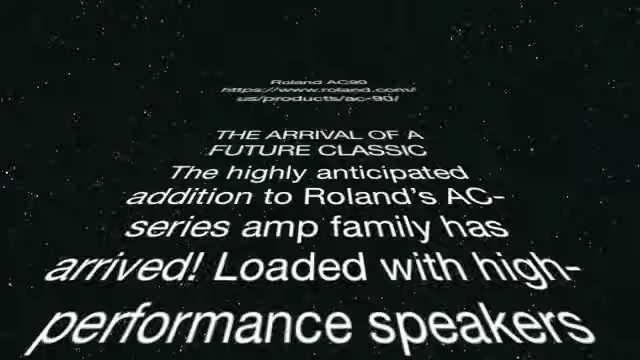 Roland AC90
https://www.roland.com/
us/products/ac-90/
THE ARRIVAL OF A
FUTURE CLASSIC
The highly anticipated
addition to Roland's AC-
series amp family has
arrived! Loaded with high-
performance speakers